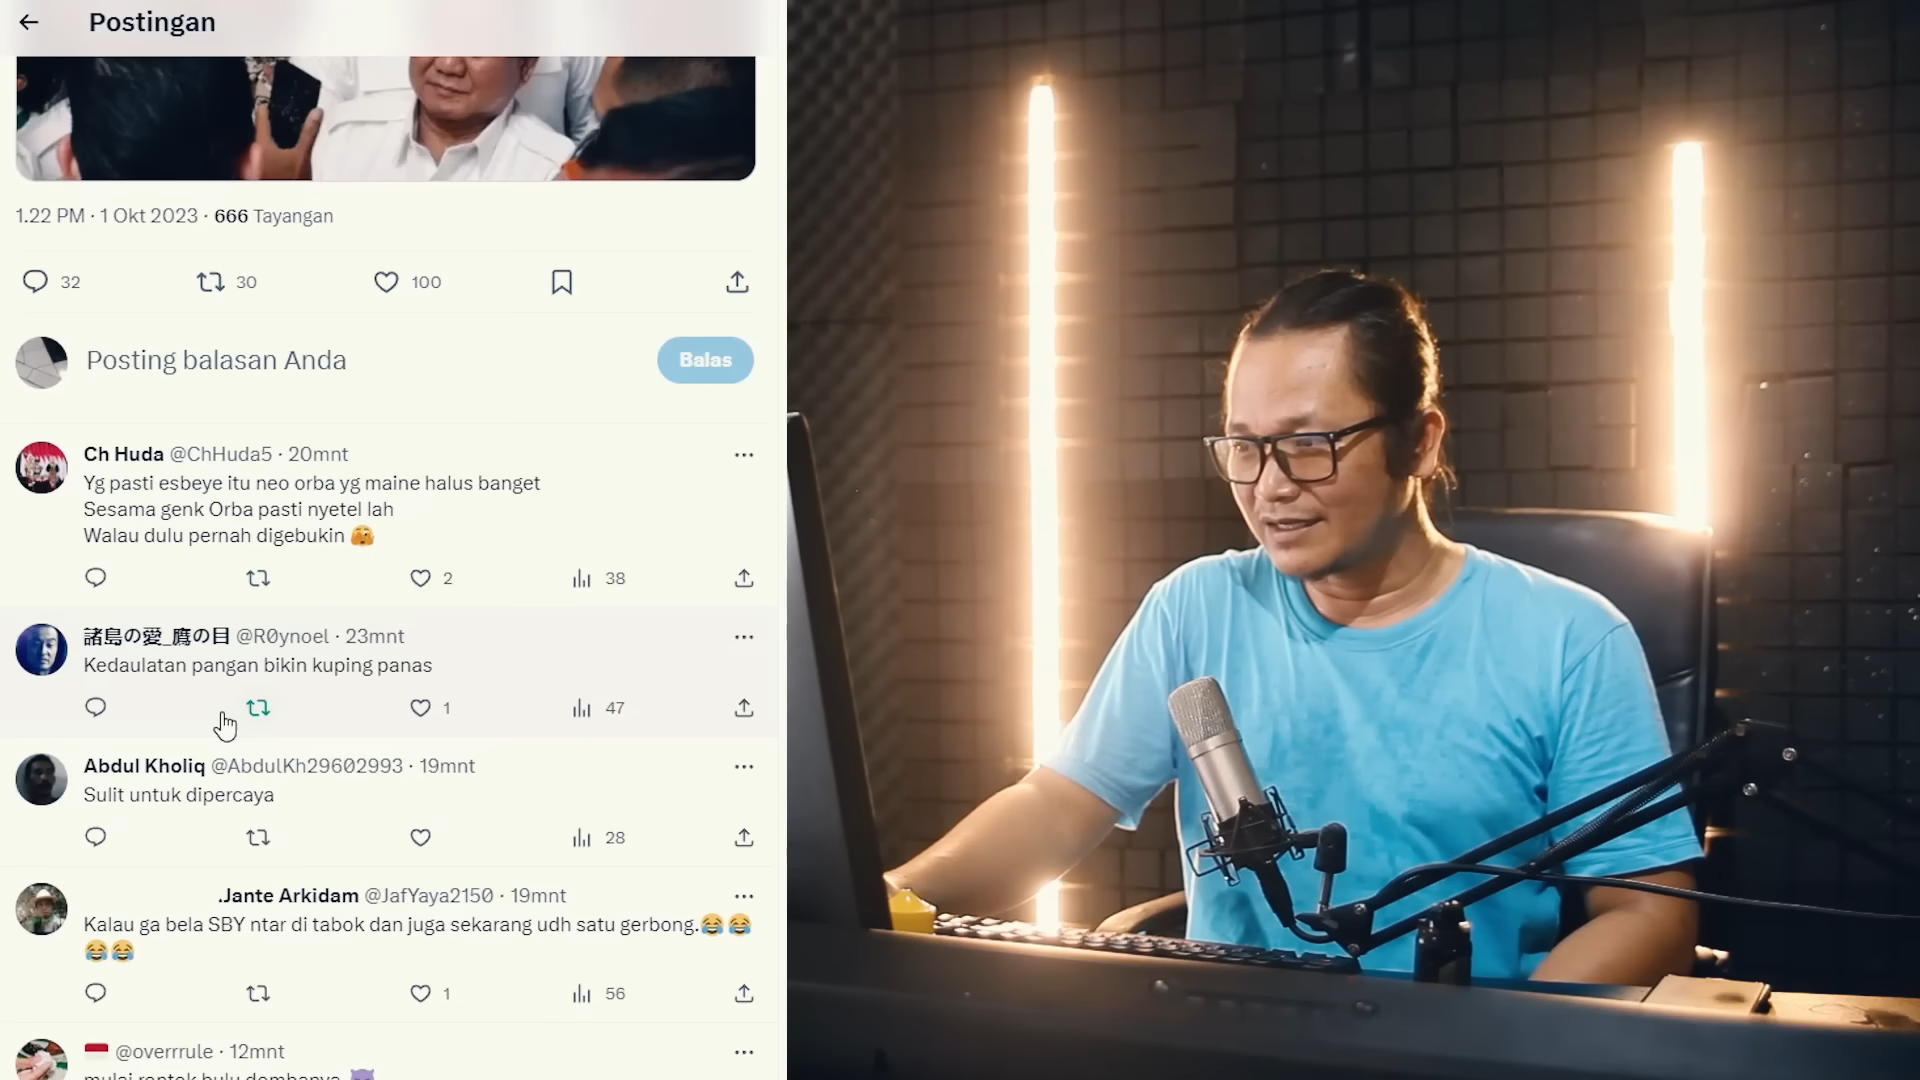 Postingan
1.22 PM · 1 Okt 2023 · 666 Tayangan
32 30 100
Posting balasan Anda
Balas
Ch Huda @ChHuda5 · 20mnt
Yg pasti esbeye itu neo orba yg maine halus banget
Sesama genk Orba pasti nyetel lah
Walau dulu pernah digebukin 🫣
2 38
諸島の愛_鷹の目 @R0ynoel · 23mnt
Kedaulatan pangan bikin kuping panas
1 47
Abdul Kholiq @AbdulKh29602993 · 19mnt
Sulit untuk dipercaya
28
.Jante Arkidam @JafYaya2150 · 19mnt
Kalau ga bela SBY ntar di tabok dan juga sekarang udh satu gerbong.😂😂
😂😂
1 56
🇮🇩 @overrrule · 12mnt
mulai rontok bulu dombanya 😈